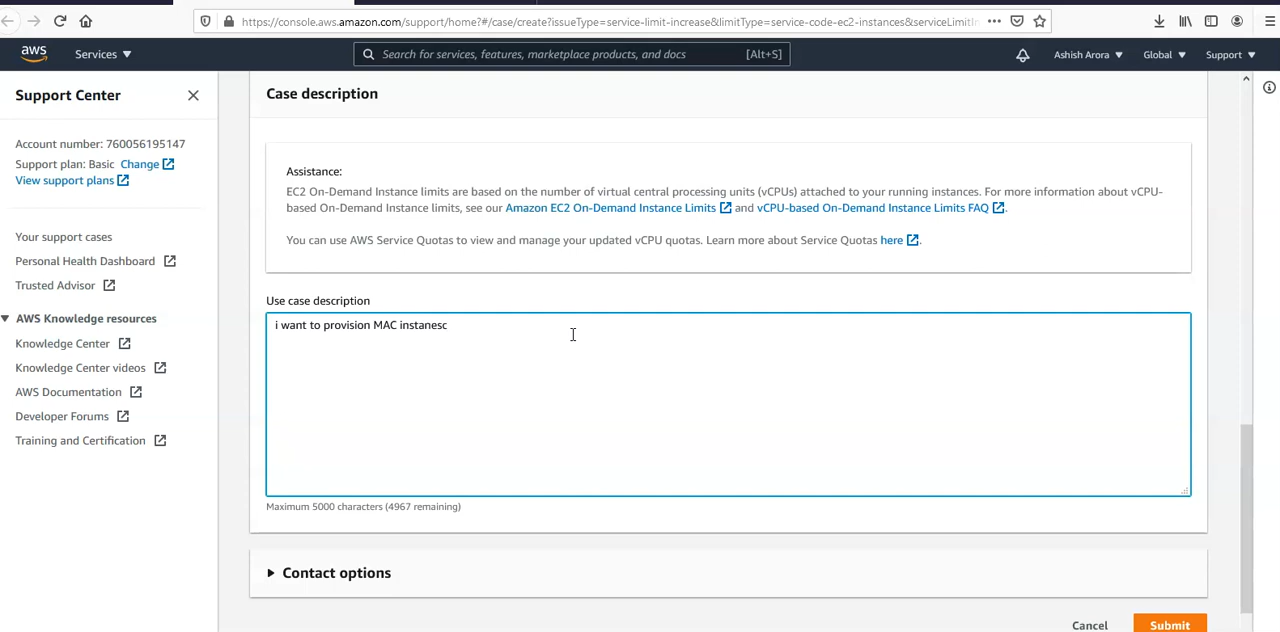 https://console.aws.amazon.com/support/home?#/case/create?issueType=service-limit-increase&limitType=service-code-ec2-instances&serviceLimitIn
aws
Services
Search for services, features, marketplace products, and docs
[Alt+S]
Ashish Arora
Global
Support
Support Center
Account number: 760056195147
Support plan: Basic Change
View support plans
Your support cases
Personal Health Dashboard
Trusted Advisor
AWS Knowledge resources
Knowledge Center
Knowledge Center videos
AWS Documentation
Developer Forums
Training and Certification
Case description
Assistance:
EC2 On-Demand Instance limits are based on the number of virtual central processing units (vCPUs) attached to your running instances. For more information about vCPU-
based On-Demand Instance limits, see our Amazon EC2 On-Demand Instance Limits and vCPU-based On-Demand Instance Limits FAQ .
You can use AWS Service Quotas to view and manage your updated vCPU quotas. Learn more about Service Quotas here .
Use case description
i want to provision MAC instanesc
Maximum 5000 characters (4967 remaining)
Contact options
Cancel
Submit